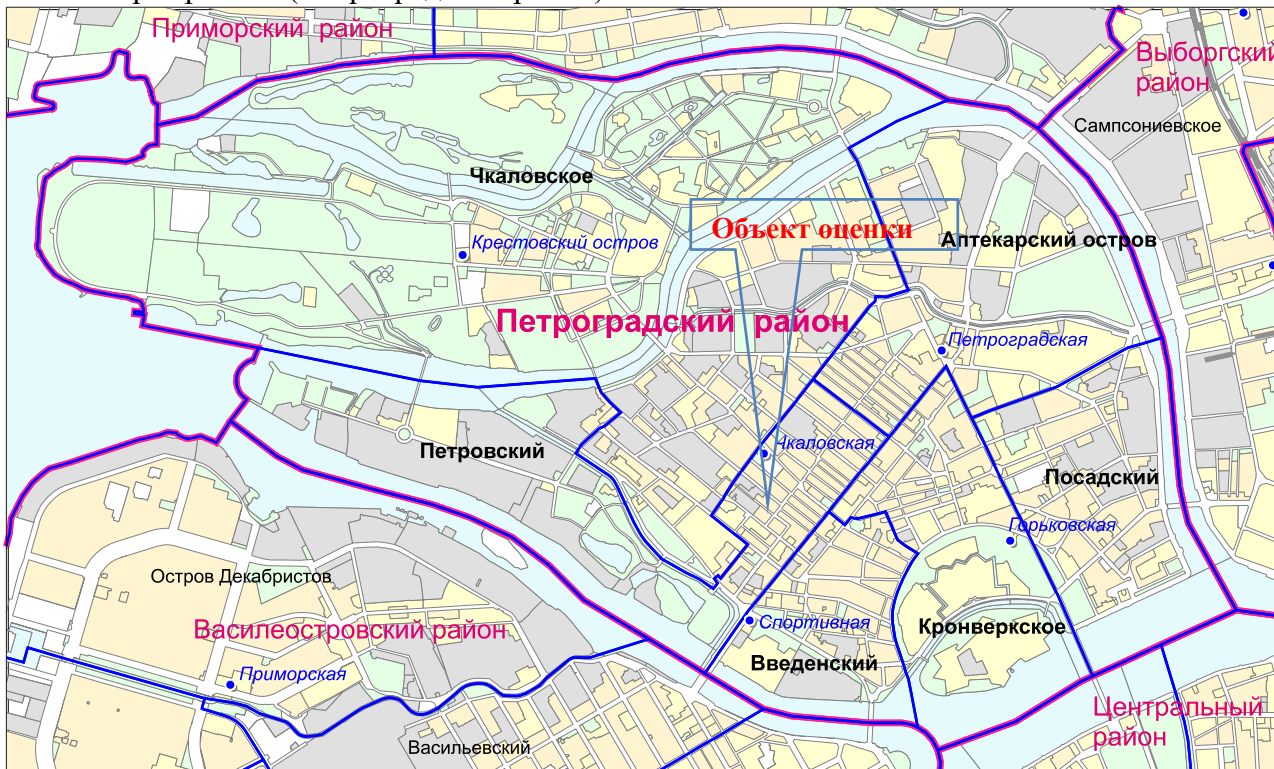 Приморский район
Выборгский
район
Сампсониевское
Чкаловское
Объект оценки
Аптекарский остров
Крестовский остров
Петроградский район
Петроградская
Чкаловская
Петровский
Посадский
Горьковская
Остров Декабристов
Василеостровский район
Спортивная
Кронверкское
Введенский
Приморская
Центральный
район
Васильевский